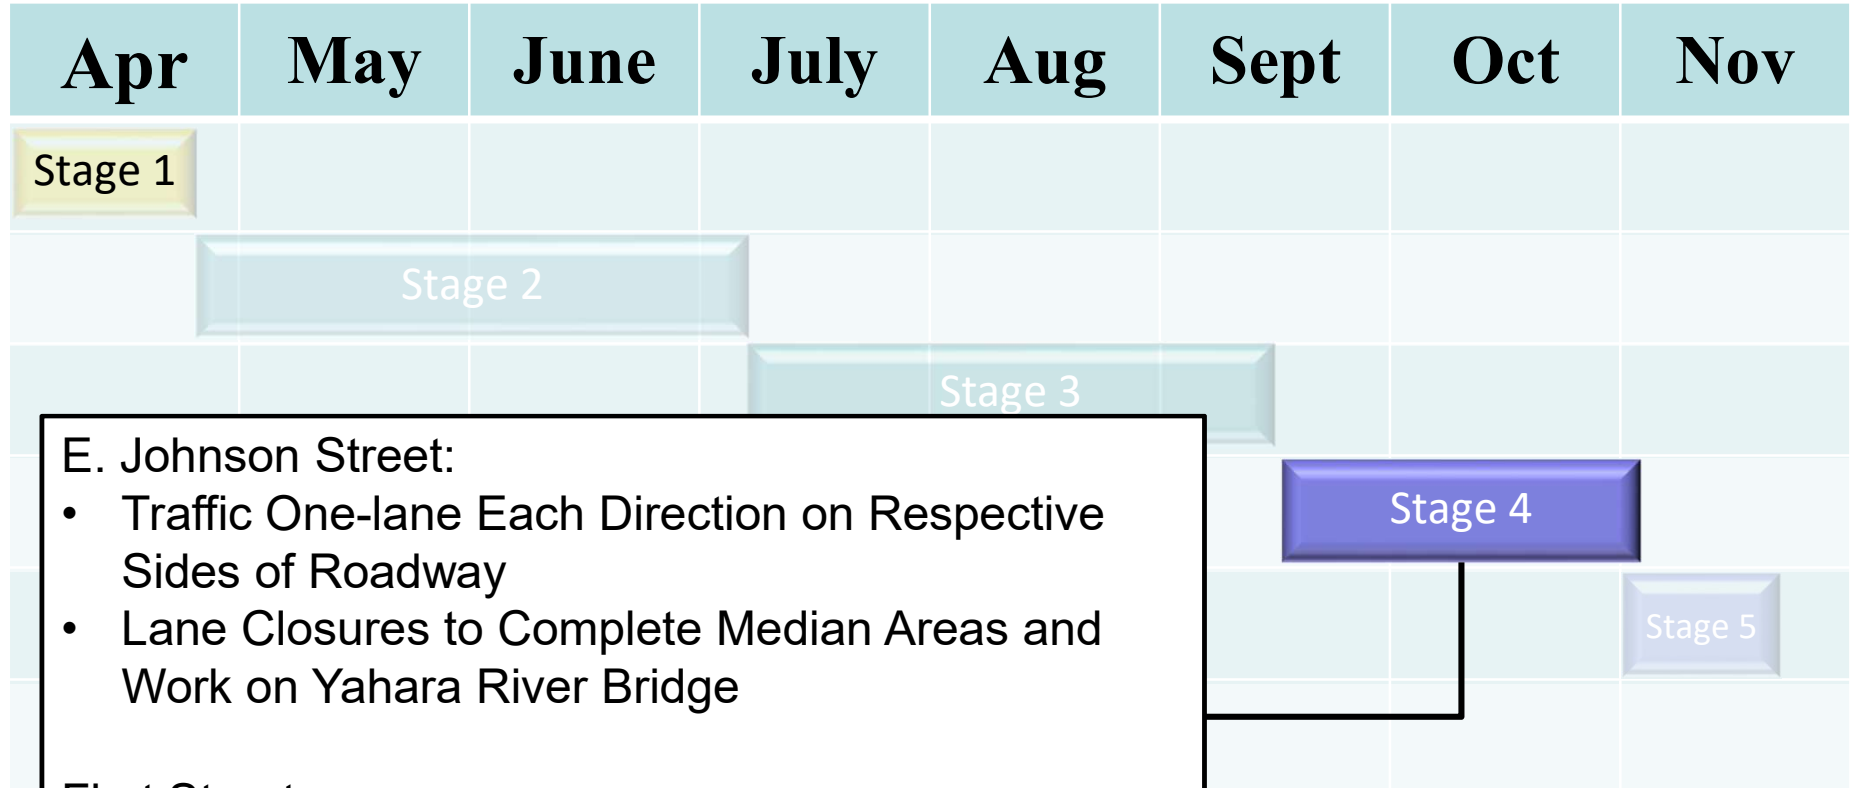 Apr May June July Aug Sept Oct Nov
Stage 1
Stage 2
Stage 3
E. Johnson Street:
• Traffic One-lane Each Direction on Respective
Sides of Roadway
• Lane Closures to Complete Median Areas and
Work on Yahara River Bridge
Stage 4
Stage 5